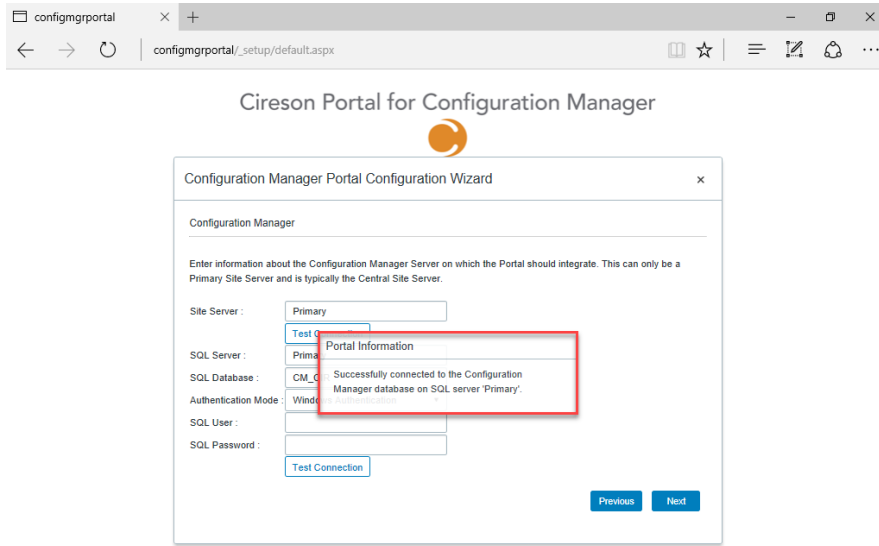 configmgrportal
configmgrportal/_setup/default.aspx
Cireson Portal for Configuration Manager
Configuration Manager Portal Configuration Wizard
Configuration Manager
Enter information about the Configuration Manager Server on which the Portal should integrate. This can only be a
Primary Site Server and is typically the Central Site Server.
Site Server :
Primary
Test
Portal Information
SQL Server :
Successfully connected to the Configuration
Manager database on SQL server 'Primary'.
SQL Database :
Authentication Mode :
Windows Authentication
SQL User :
SQL Password :
Test Connection
Previous
Next